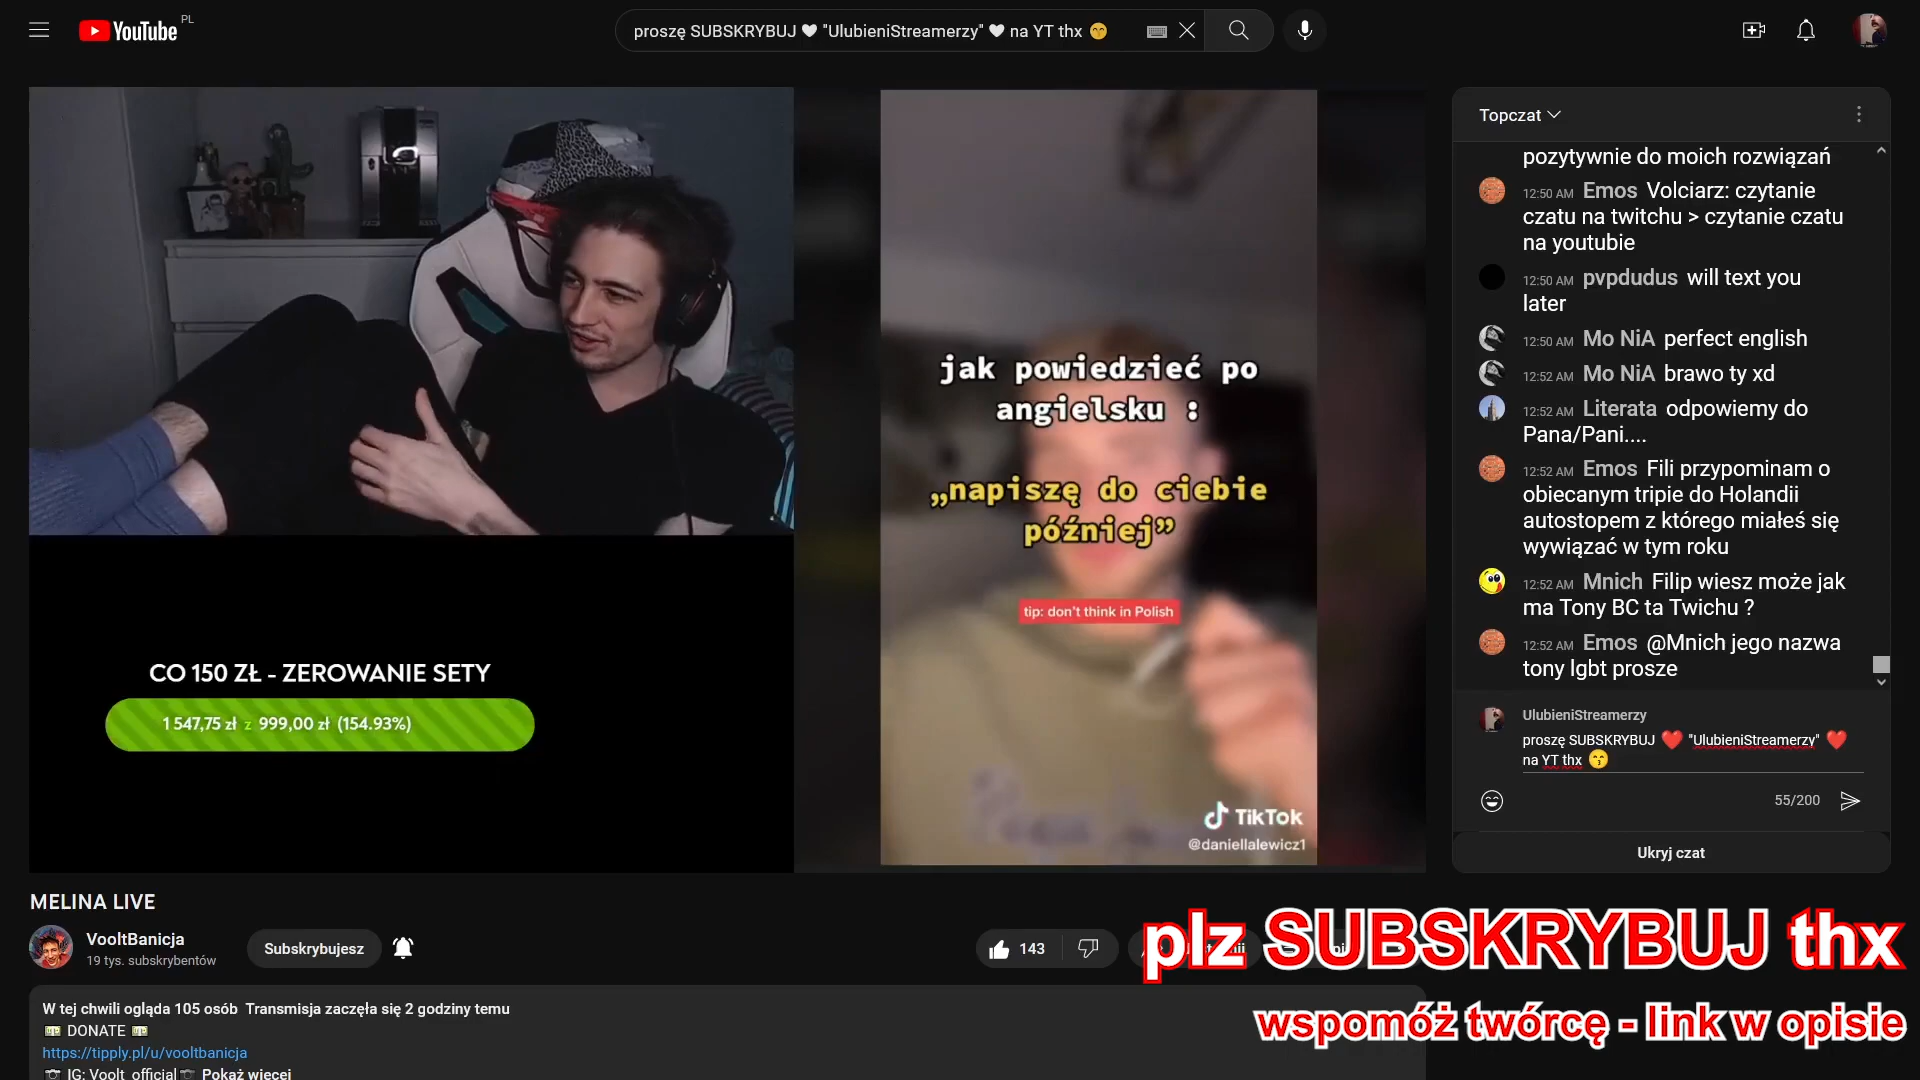 YouTube PL
proszę SUBSKRYBUJ 🤍 "UlubieniStreamerzy" 🤍 na YT thx 😙
jak powiedzieć po
angielsku :
„napiszę do ciebie
później”
tip: don't think in Polish
TikTok
@daniellalewicz1
CO 150 ZŁ - ZEROWANIE SETY
1 547,75 zł z 999,00 zł (154.93%)
Topczat
pozytywnie do moich rozwiązań
12:50 AM Emos Volciarz: czytanie
czatu na twitchu > czytanie czatu
na youtubie
12:50 AM pvpdudus will text you
later
12:50 AM Mo NiA perfect english
12:52 AM Mo NiA brawo ty xd
12:52 AM Literata odpowiemy do
Pana/Pani....
12:52 AM Emos Fili przypominam o
obiecanym tripie do Holandii
autostopem z którego miałeś się
wywiązać w tym roku
12:52 AM Mnich Filip wiesz może jak
ma Tony BC ta Twichu ?
12:52 AM Emos @Mnich jego nazwa
tony lgbt prosze
UlubieniStreamerzy
proszę SUBSKRYBUJ ❤️ "UlubieniStreamerzy" ❤️
na YT thx 😙
55/200
Ukryj czat
MELINA LIVE
VooltBanicja
19 tys. subskrybentów
Subskrybujesz
143
plz SUBSKRYBUJ thx
wspomóż twórcę - link w opisie
W tej chwili ogląda 105 osób Transmisja zaczęła się 2 godziny temu
DONATE
https://tipply.pl/u/vooltbanicja
IG: Voolt_official Pokaż więcej